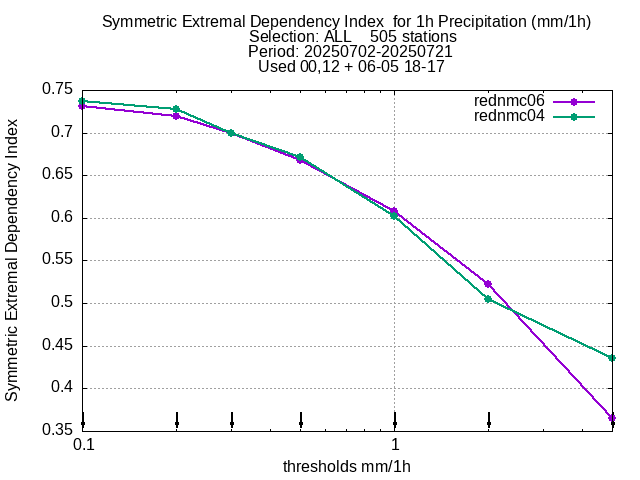 Symmetric Extremal Dependency Index  for 1h Precipitation (mm/1h)
Selection: ALL    505 stations
Period: 20250702-20250721
Used 00,12 + 06-05 18-17
rednmc06
rednmc04
0.75
0.7
0.65
0.6
0.55
0.5
0.45
0.4
0.35
Symmetric Extremal Dependency Index
0.1
1
thresholds mm/1h